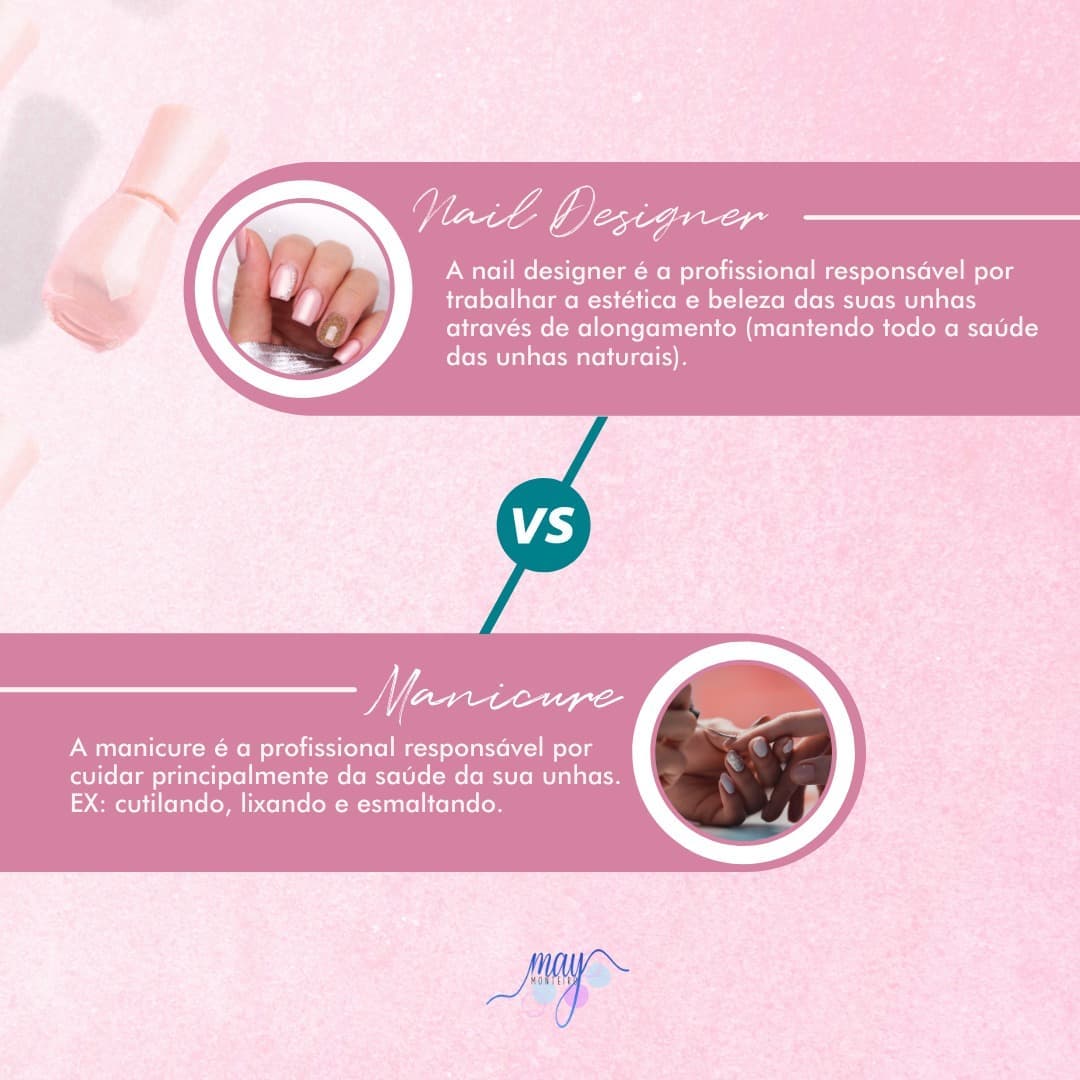 Nail Designer
A nail designer é a profissional responsável por
trabalhar a estética e beleza das suas unhas
através de alongamento (mantendo todo a saúde
das unhas naturais).
VS
Manicure
A manicure é a profissional responsável por
cuidar principalmente da saúde da sua unhas.
EX: cutilando, lixando e esmaltando.
may
MONTEIRO